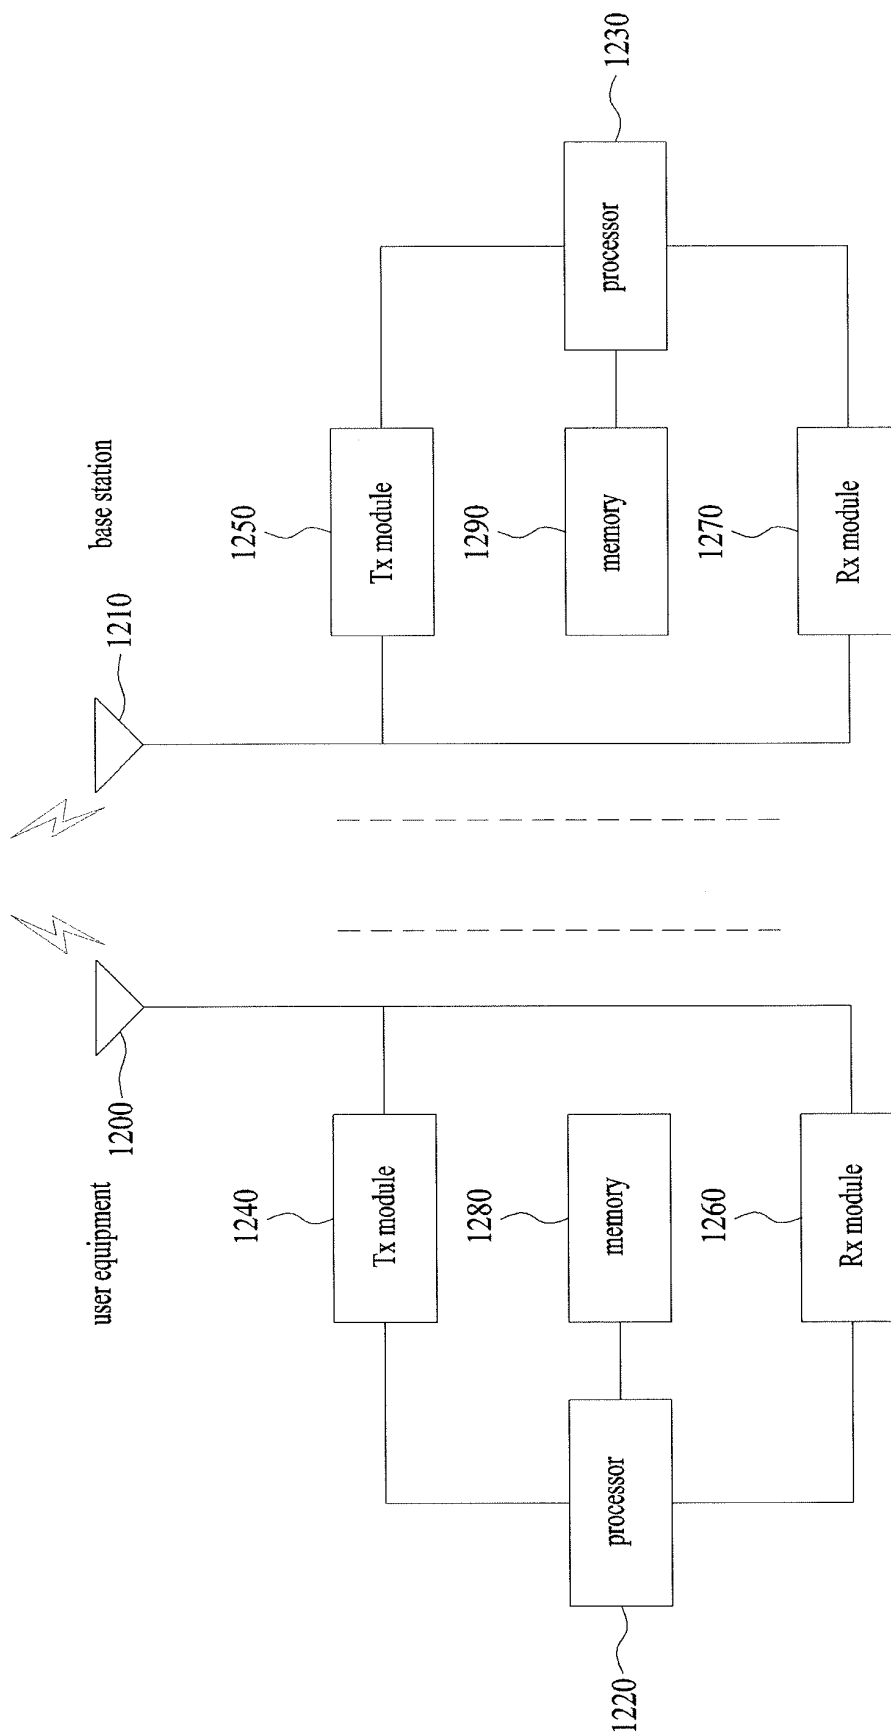 user equipment
1200
1210
base station
1240
Tx module
1250
Tx module
1220
processor
1280
memory
1290
memory
processor
1230
1260
Rx module
1270
Rx module